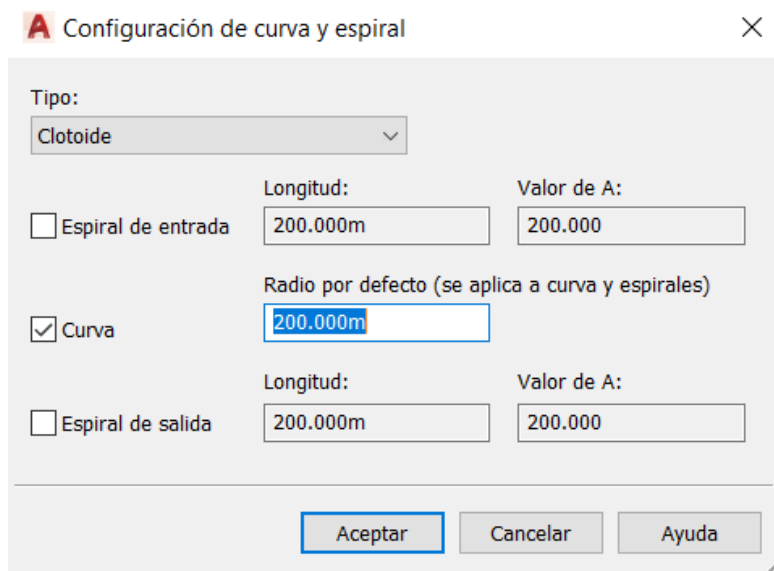 Configuración de curva y espiral
Tipo:
Clotoide
Longitud: Valor de A:
Espiral de entrada 200.000m 200.000
Radio por defecto (se aplica a curva y espirales)
Curva 200.000m
Longitud: Valor de A:
Espiral de salida 200.000m 200.000
Aceptar Cancelar Ayuda